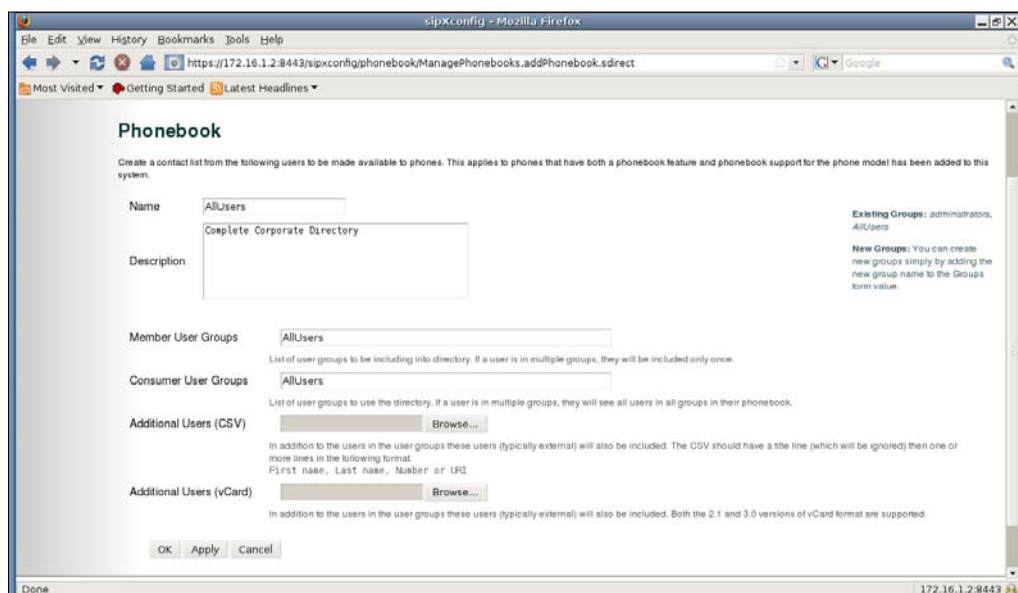 sipXconfig - Mozilla Firefox
File Edit View History Bookmarks Tools Help
https://172.16.1.2:8443/sipxconfig/phonebook/ManagePhonebooks.addPhonebook.sdirect
G Google
Most Visited Getting Started Latest Headlines
Phonebook
Create a contact list from the following users to be made available to phones. This applies to phones that have both a phonebook feature and phonebook support for the phone model has been added to this
system.
Name AllUsers
Description Complete Corporate Directory
Existing Groups: administrators,
AllUsers
New Groups: You can create
new groups simply by adding the
new group name to the Groups
form value.
Member User Groups AllUsers
List of user groups to be including into directory. If a user is in multiple groups, they will be included only once.
Consumer User Groups AllUsers
List of user groups to use the directory. If a user is in multiple groups, they will see all users in all groups in their phonebook.
Additional Users (CSV) Browse...
In addition to the users in the user groups these users (typically external) will also be included. The CSV should have a title line (which will be ignored) then one or
more lines in the following format:
First name, Last name, Number or URI
Additional Users (vCard) Browse...
In addition to the users in the user groups these users (typically external) will also be included. Both the 2.1 and 3.0 versions of vCard format are supported.
OK Apply Cancel
Done 172.16.1.2:8443